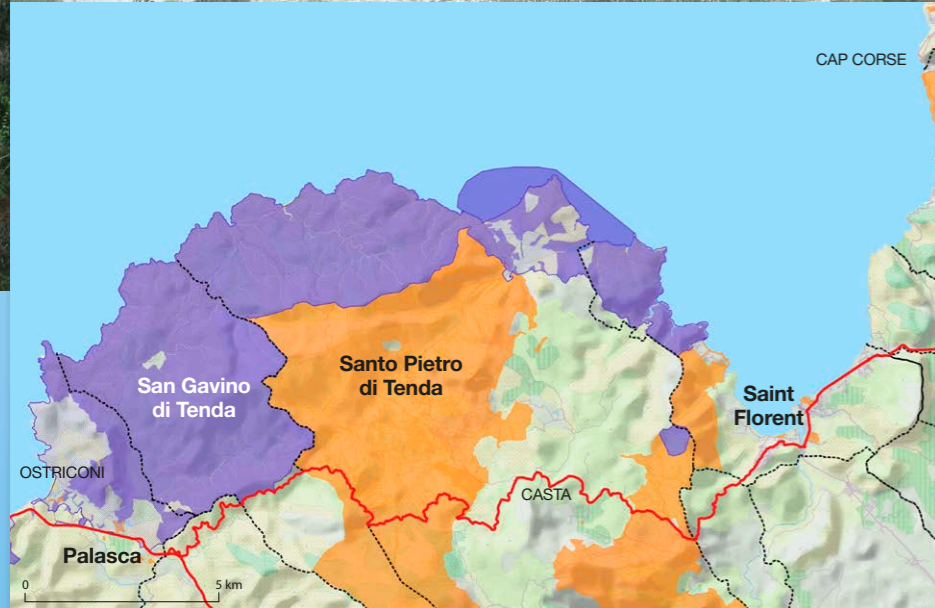 CAP CORSE
Santo Pietro
di Tenda
San Gavino
di Tenda
Saint
Florent
OSTRICONI
CASTA
Palasca
0
5 km